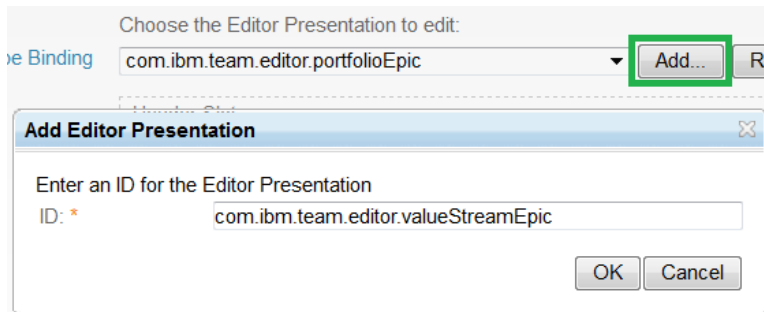 Choose the Editor Presentation to edit:
pe Binding com.ibm.team.editor.portfolioEpic Add... R
Add Editor Presentation
Enter an ID for the Editor Presentation
ID: * com.ibm.team.editor.valueStreamEpic
OK Cancel